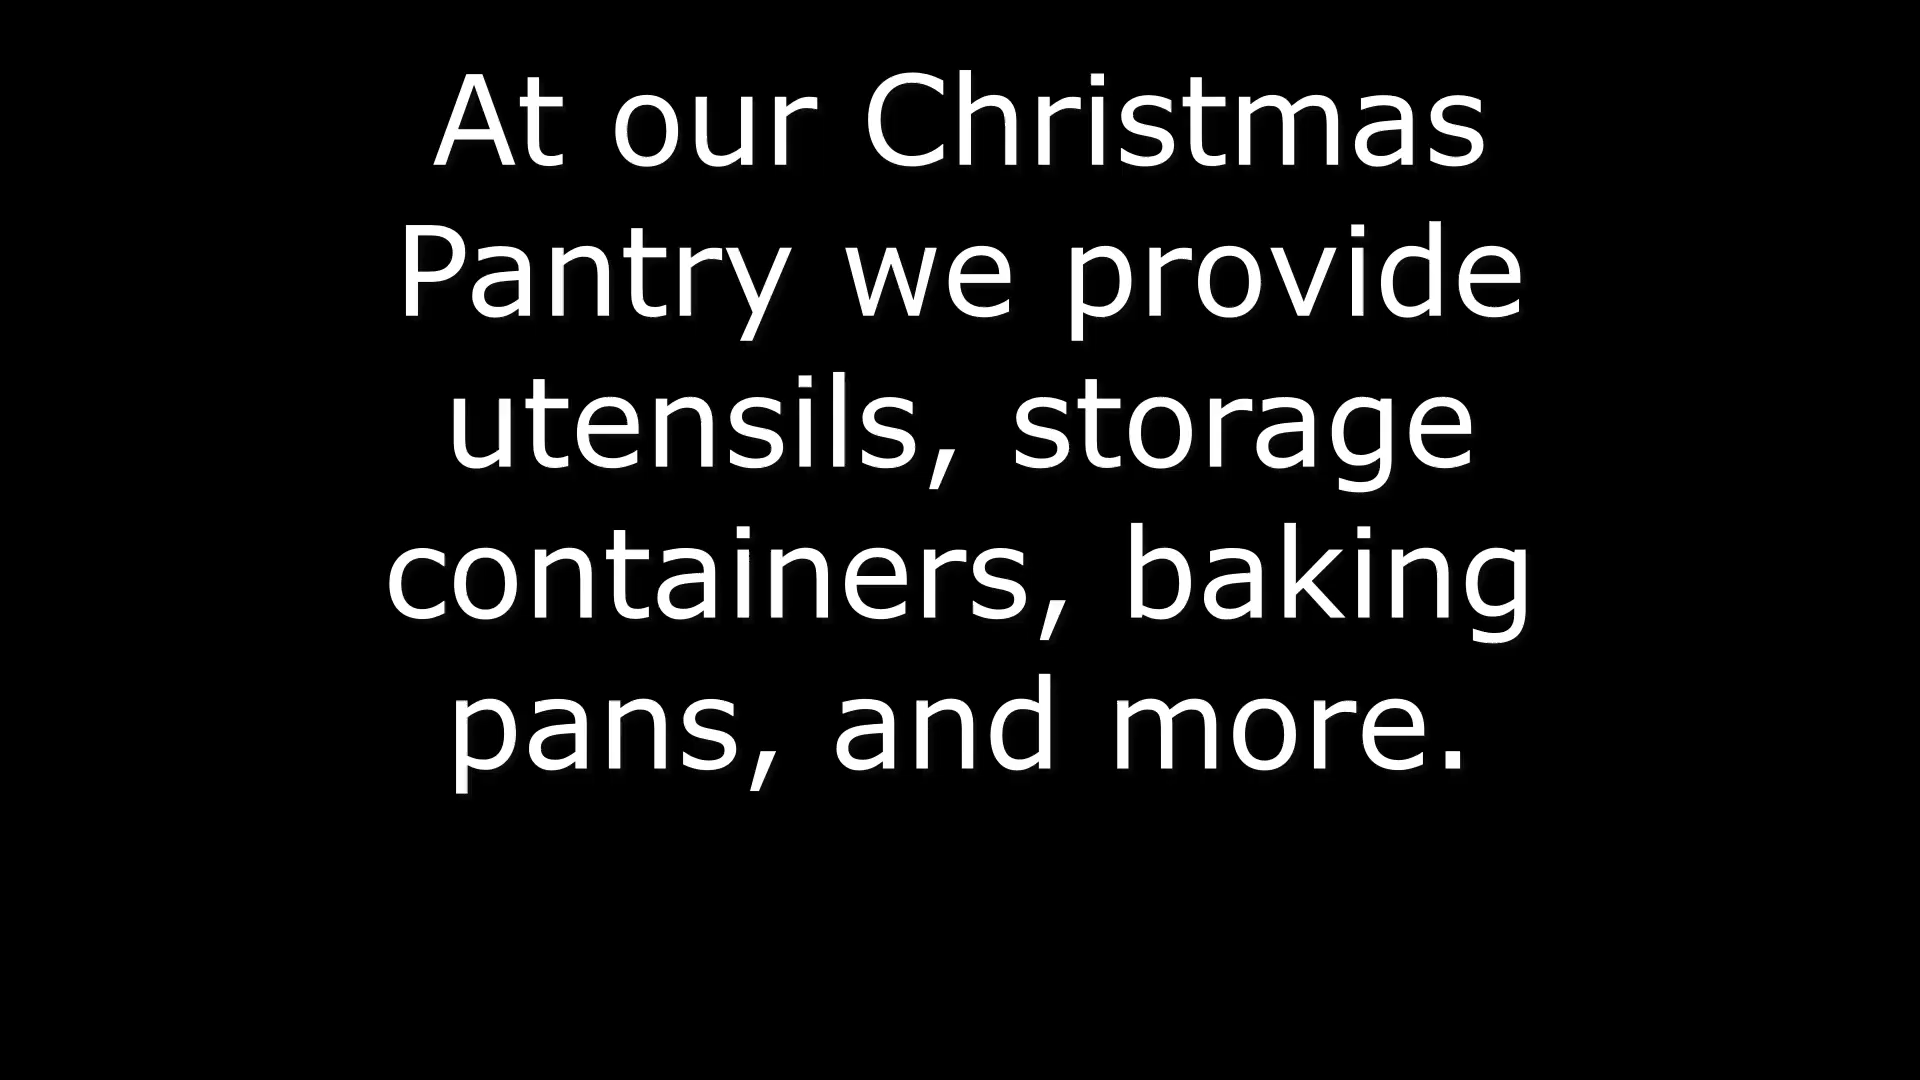 At our Christmas
Pantry we provide
utensils, storage
containers, baking
pans, and more.